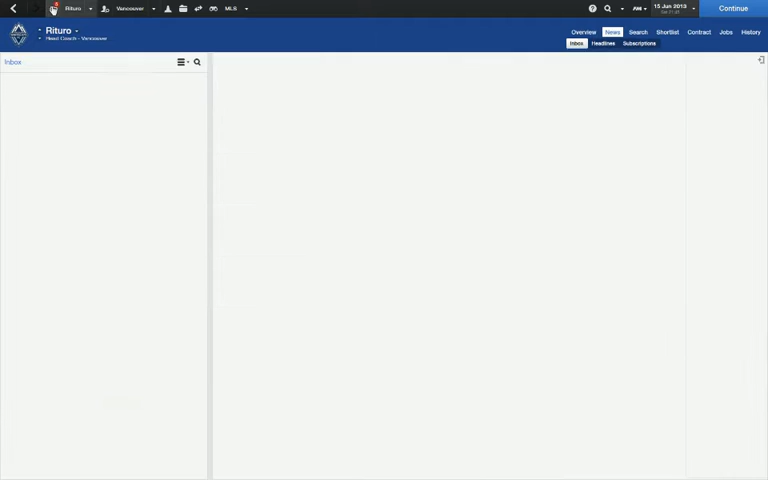 Rituro
Vancouver
MLS
AM
15 Jun 2013
Continue
Rituro
Head Coach - Vancouver
Overview
News
Search
Shortlist
Contract
Jobs
History
Inbox
Headlines
Subscriptions
Inbox